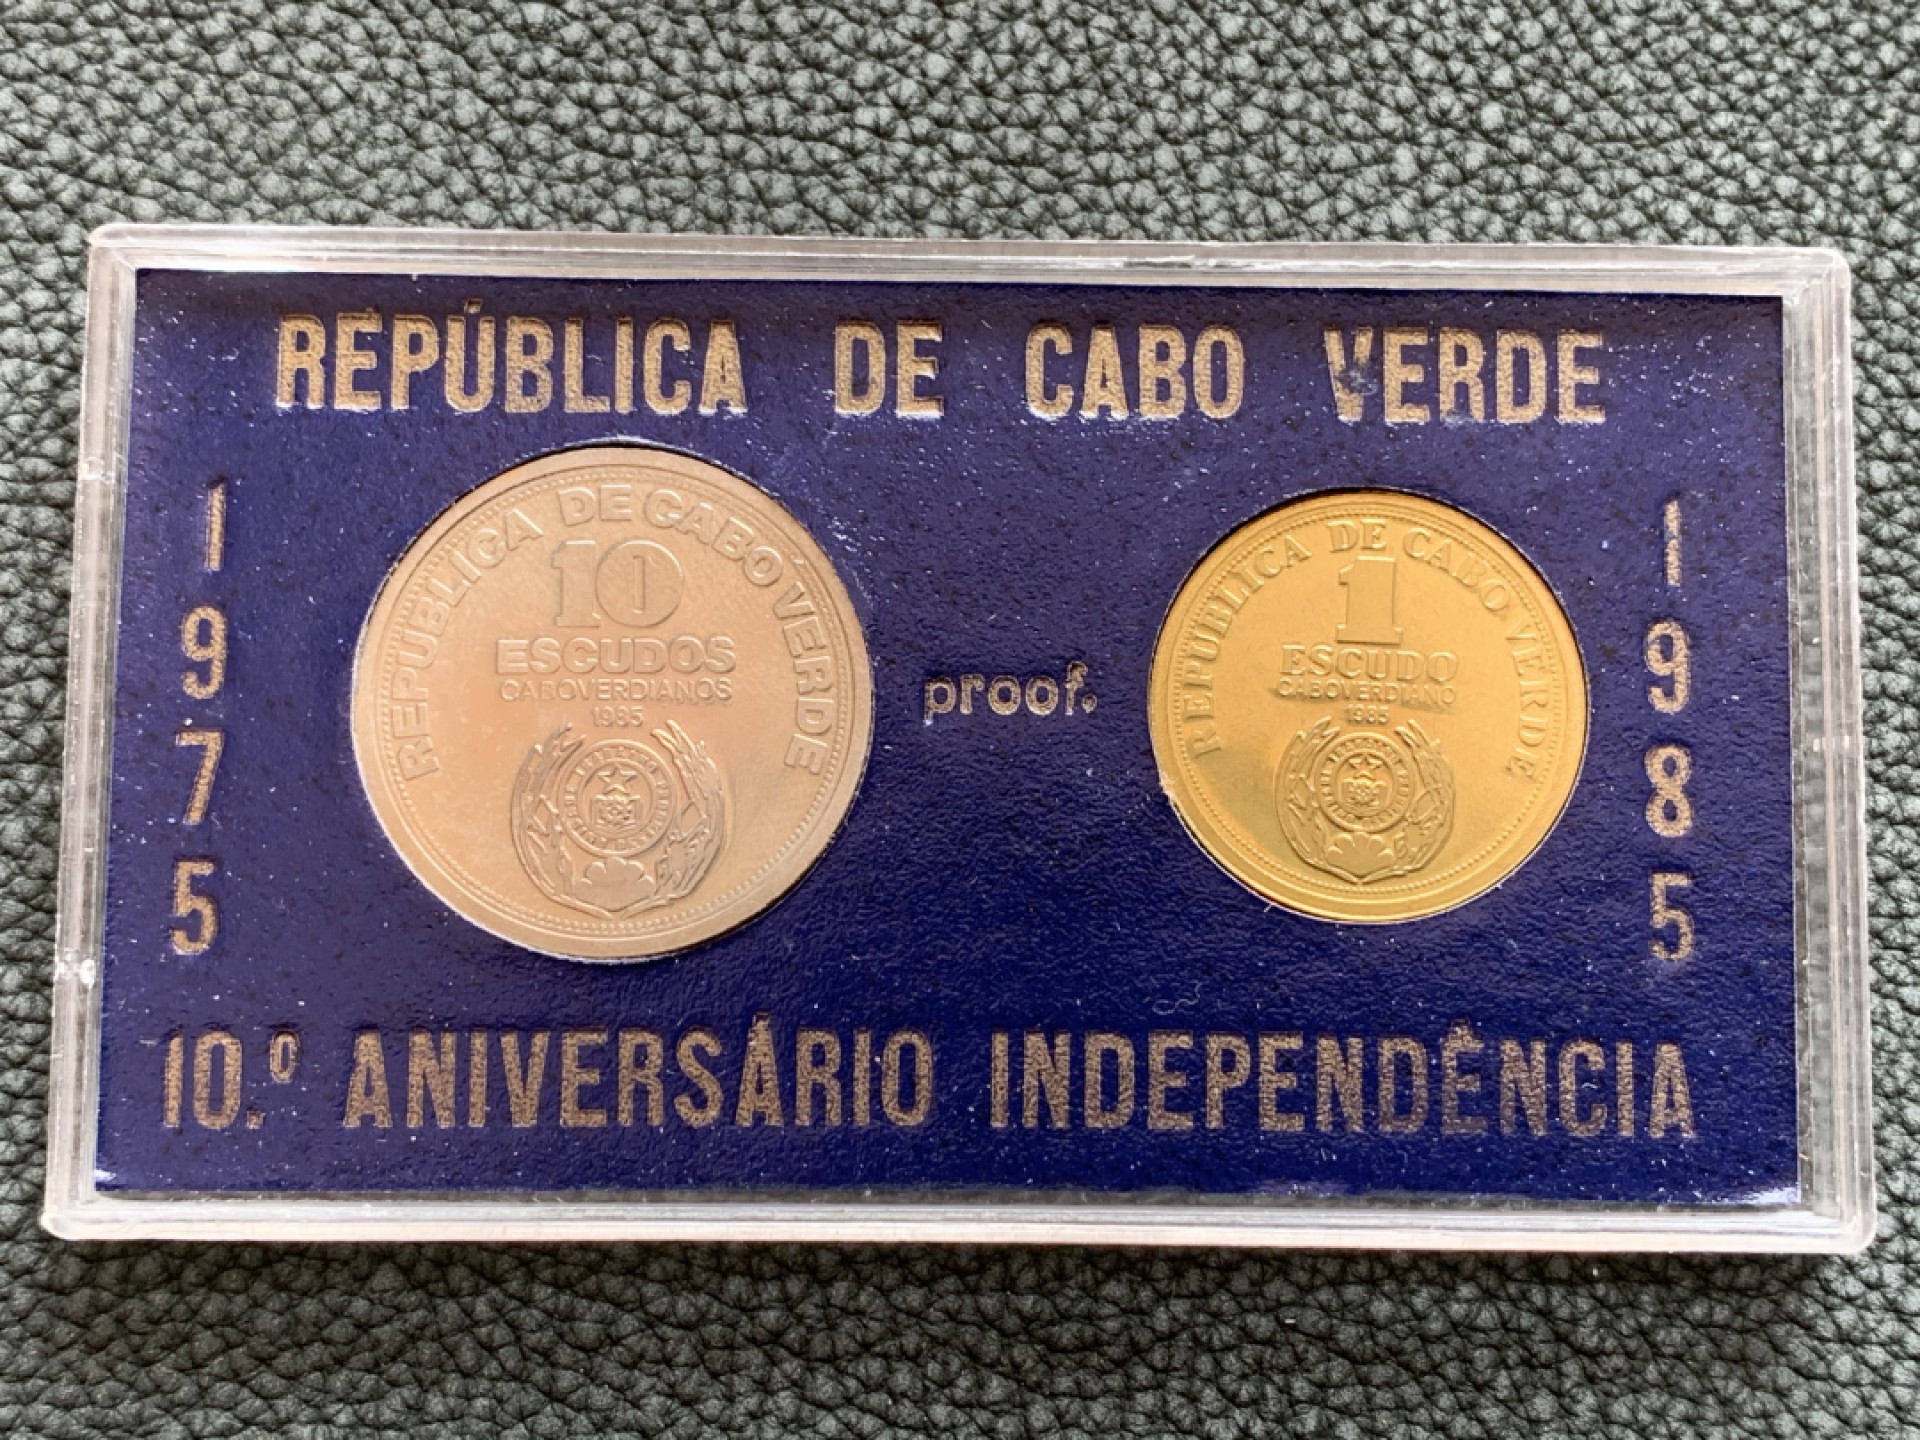 REPÚBLICA DE CABO VERDE
1975
REPUBLICA DE CABO VERDE
10
ESCUDOS
CABOVERDIANOS
1985
proof.
REPUBLICA DE CABO VERDE
1
ESCUDO
CABOVERDIANO
1985
1985
10.º ANIVERSÁRIO INDEPENDÊNCIA